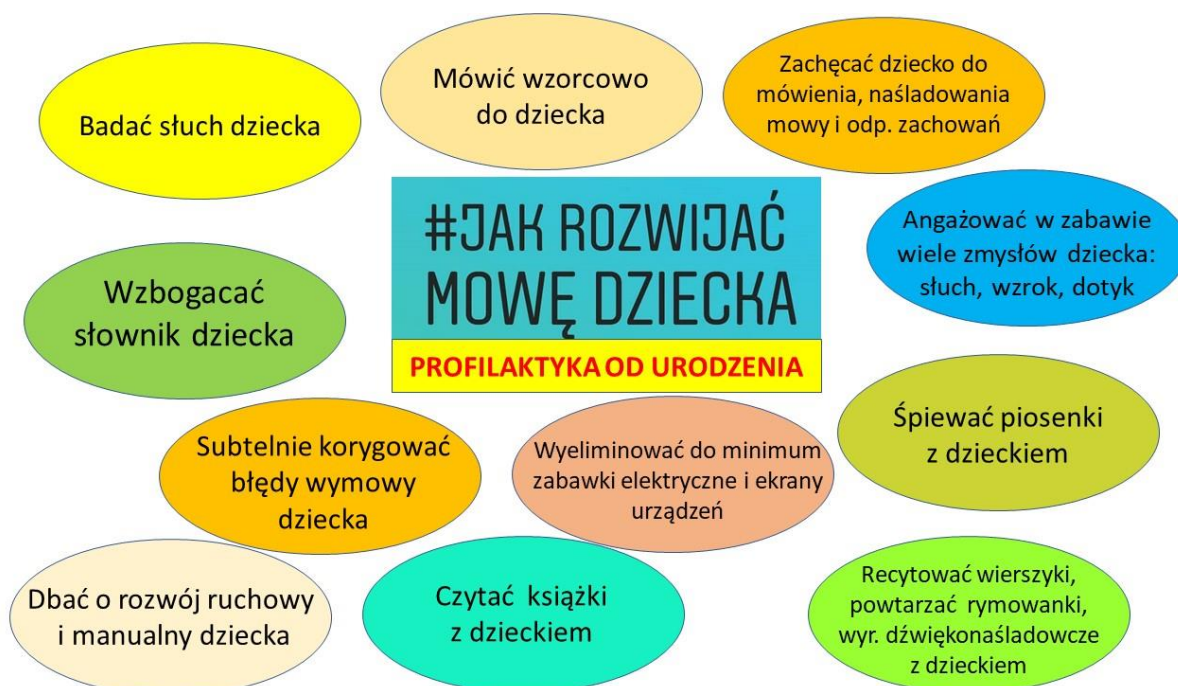 Badać słuch dziecka
Mówić wzorcowo
do dziecka
Zachęcać dziecko do
mówienia, naśladowania
mowy i odp. zachowań
#JAK ROZWIJAĆ
MOWĘ DZIECKA
PROFILAKTYKA OD URODZENIA
Angażować w zabawie
wiele zmysłów dziecka:
słuch, wzrok, dotyk
Wzbogacać
słownik dziecka
Śpiewać piosenki
z dzieckiem
Subtelnie korygować
błędy wymowy
dziecka
Wyeliminować do minimum
zabawki elektryczne i ekrany
urządzeń
Dbać o rozwój ruchowy
i manualny dziecka
Czytać książki
z dzieckiem
Recytować wierszyki,
powtarzać rymowanki,
wyr. dźwiękonaśladowcze
z dzieckiem